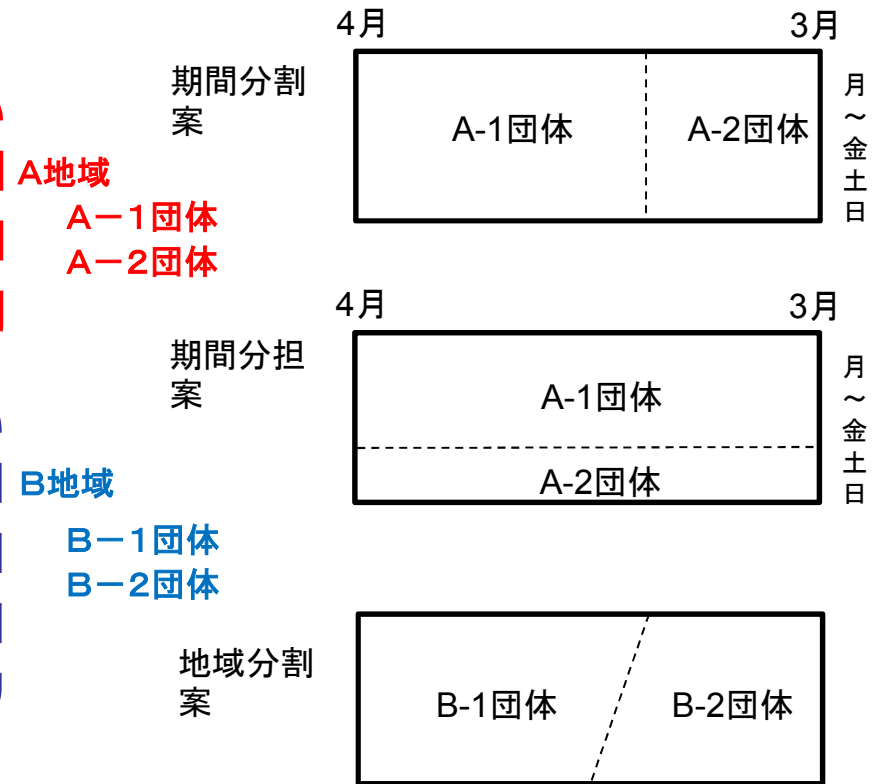 4月 3月
期間分割
案
A-1団体 A-2団体
月～金土日
A地域
A－1団体
A－2団体
4月 3月
期間分担
案
A-1団体
A-2団体
月～金土日
B地域
B－1団体
B－2団体
地域分割
案
B-1団体 B-2団体